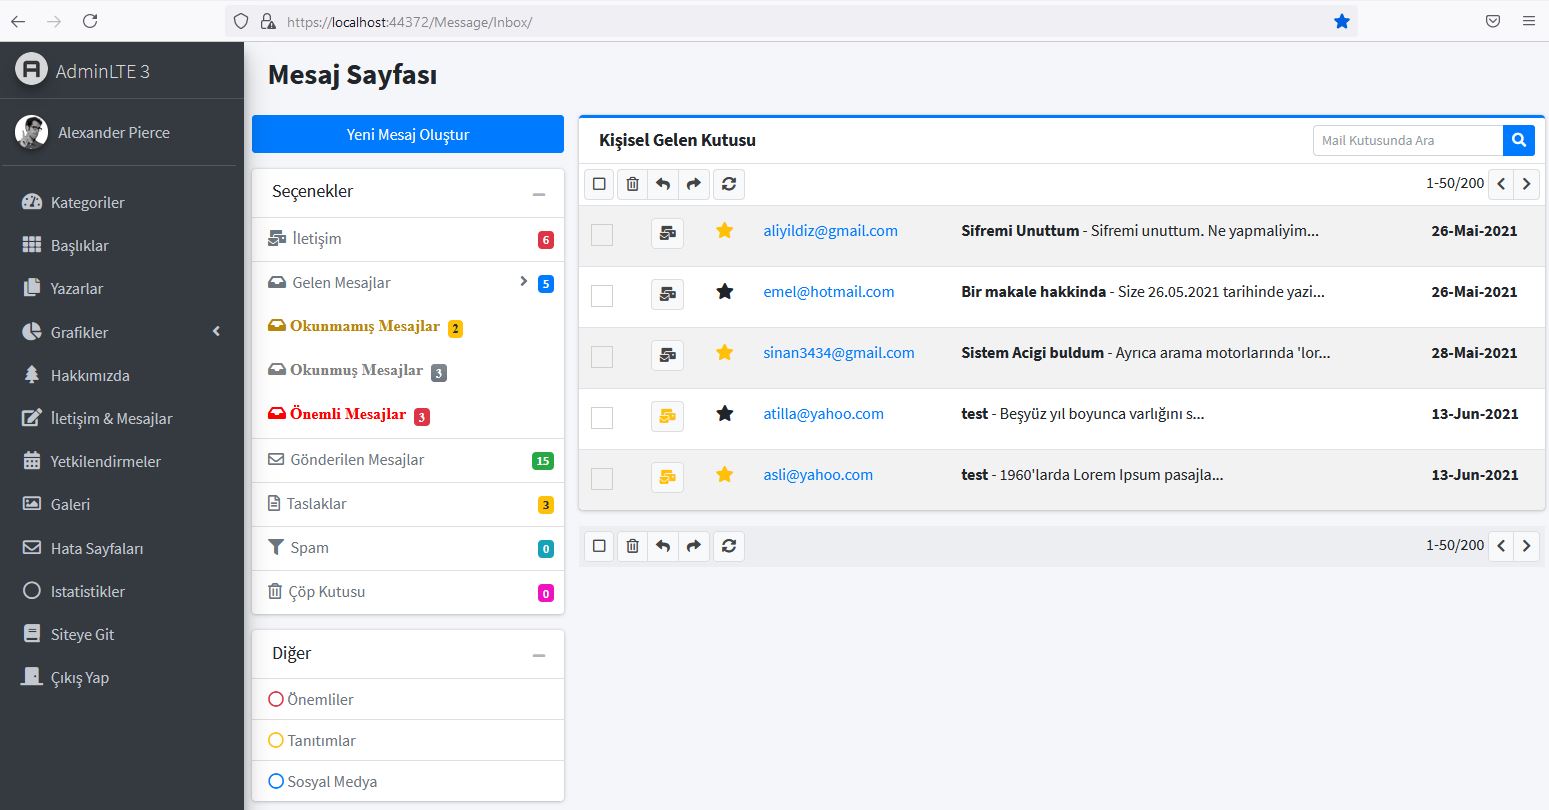 https://localhost:44372/Message/Inbox/
AdminLTE 3
Alexander Pierce
Kategoriler
Başlıklar
Yazarlar
Grafikler
Hakkımızda
İletişim & Mesajlar
Yetkilendirmeler
Galeri
Hata Sayfaları
Istatistikler
Siteye Git
Çıkış Yap
Mesaj Sayfası
Yeni Mesaj Oluştur
Seçenekler
İletişim 6
Gelen Mesajlar 5
Okunmamış Mesajlar 2
Okunmuş Mesajlar 3
Önemli Mesajlar 3
Gönderilen Mesajlar 15
Taslaklar 3
Spam 0
Çöp Kutusu 0
Diğer
Önemliler
Tanıtımlar
Sosyal Medya
Kişisel Gelen Kutusu
Mail Kutusunda Ara
1-50/200
aliyildiz@gmail.com Sifremi Unuttum - Sifremi unuttum. Ne yapmaliyim... 26-Mai-2021
emel@hotmail.com Bir makale hakkinda - Size 26.05.2021 tarihinde yazi... 26-Mai-2021
sinan3434@gmail.com Sistem Acigi buldum - Ayrıca arama motorlarında 'lor... 28-Mai-2021
atilla@yahoo.com test - Beşyüz yıl boyunca varlığını s... 13-Jun-2021
asli@yahoo.com test - 1960'larda Lorem Ipsum pasajla... 13-Jun-2021
1-50/200